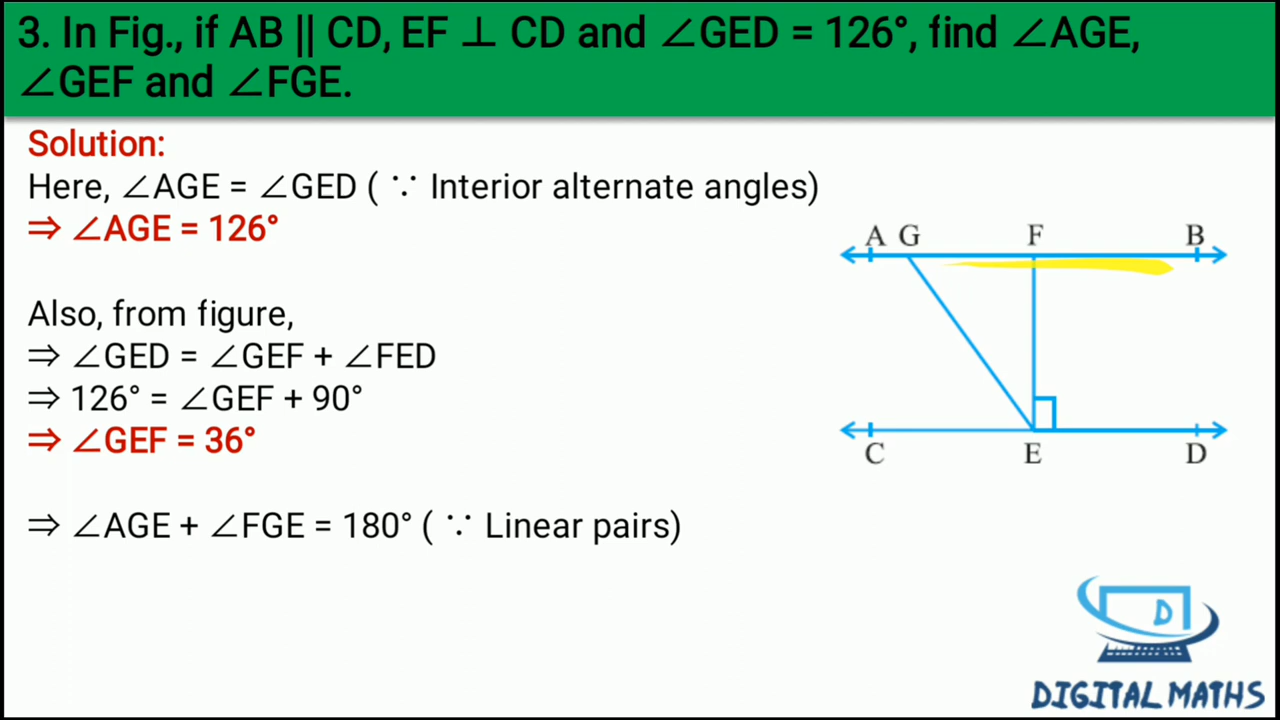 3. In Fig., if AB || CD, EF ⊥ CD and ∠GED = 126°, find ∠AGE,
∠GEF and ∠FGE.
Solution:
Here, ∠AGE = ∠GED ( ∵ Interior alternate angles)
⇒ ∠AGE = 126°
Also, from figure,
⇒ ∠GED = ∠GEF + ∠FED
⇒ 126° = ∠GEF + 90°
⇒ ∠GEF = 36°
⇒ ∠AGE + ∠FGE = 180° ( ∵ Linear pairs)
A G F B
C E D
D
DIGITAL MATHS